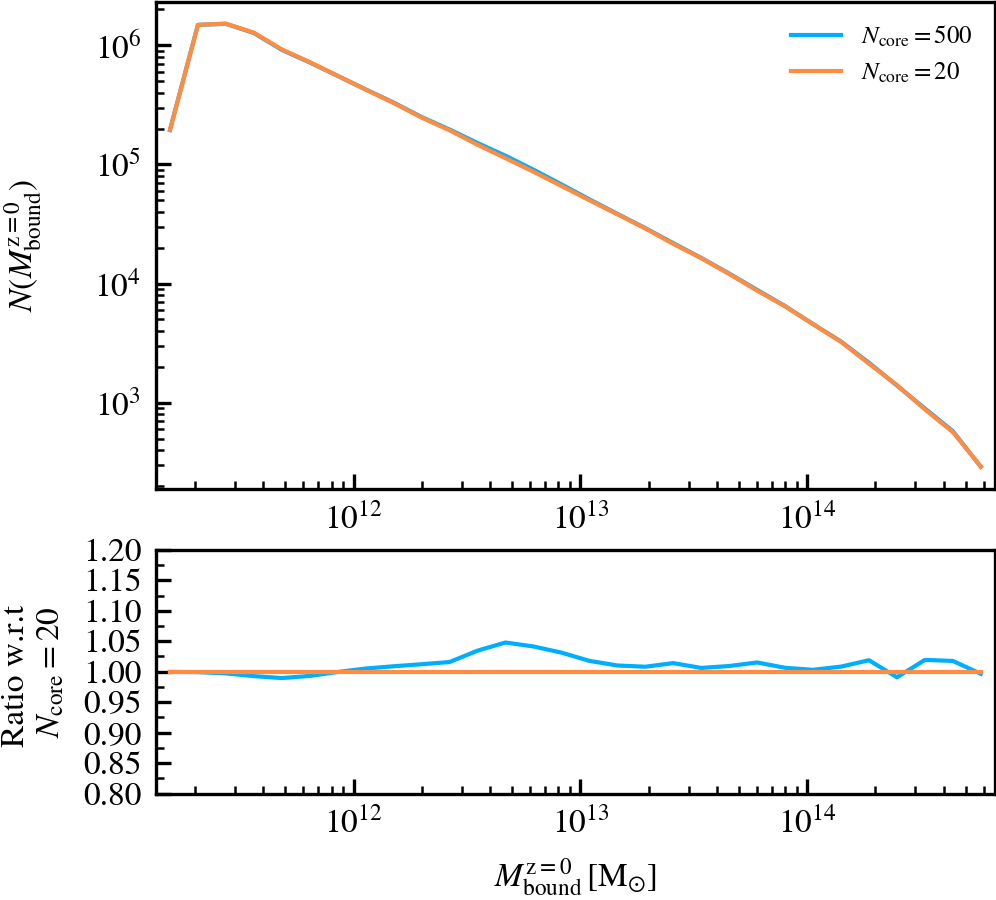 N_core = 500
N_core = 20
10^6
10^5
10^4
10^3
N(M_bound^{z=0})
10^12 10^13 10^14
1.20
1.15
1.10
1.05
1.00
0.95
0.90
0.85
0.80
Ratio w.r.t
N_core = 20
10^12 10^13 10^14
M_bound^{z=0} [M_⊙]